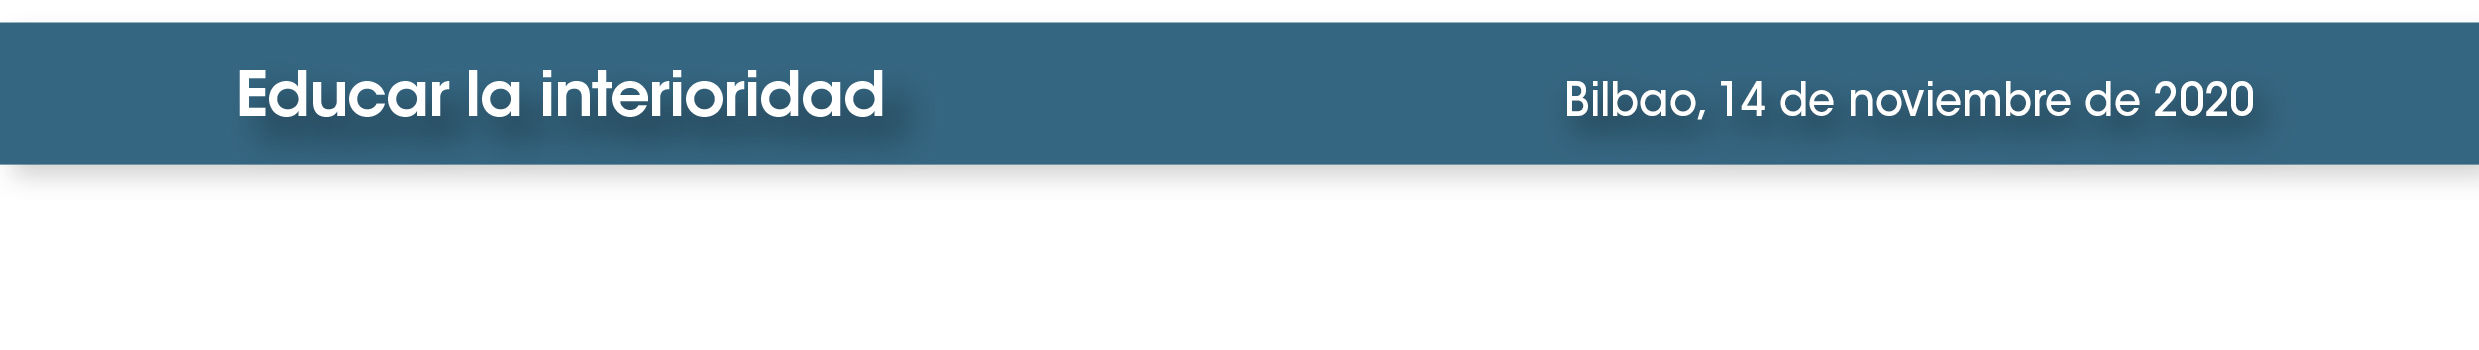 Educar la interioridad
Bilbao, 14 de noviembre de 2020